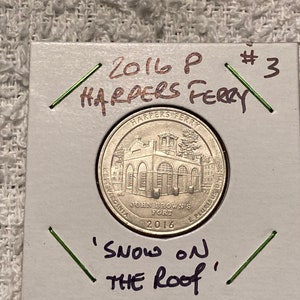 2016 P #3
HARPERS FERRY
HARPERS FERRY
JOHN BROWN'S
FORT
2016
'SNOW ON
THE ROOF'